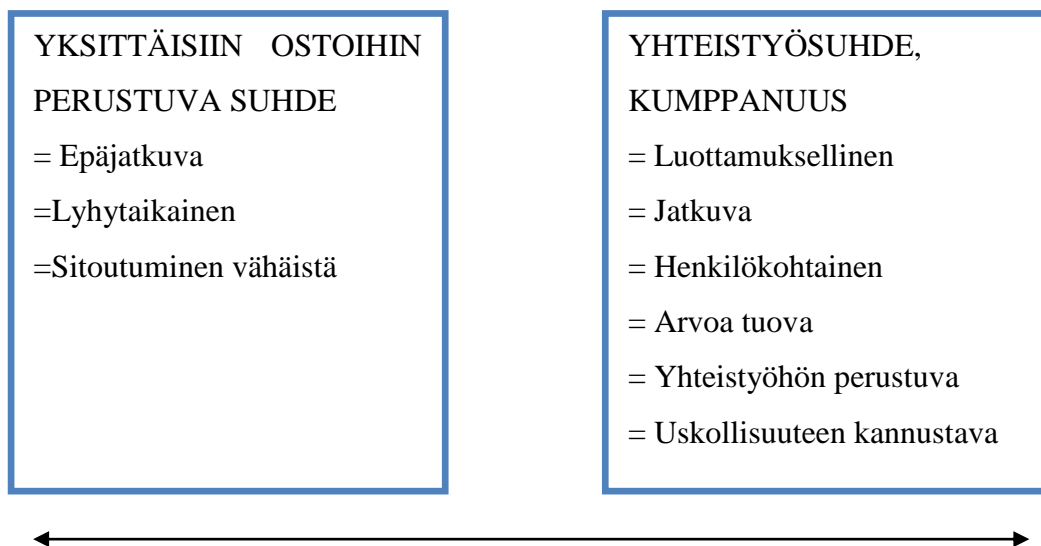 YKSITTÄISIIN OSTOIHIN
PERUSTUVA SUHDE
= Epäjatkuva
=Lyhytaikainen
=Sitoutuminen vähäistä
YHTEISTYÖSUHDE,
KUMPPANUUS
= Luottamuksellinen
= Jatkuva
= Henkilökohtainen
= Arvoa tuova
= Yhteistyöhön perustuva
= Uskollisuuteen kannustava